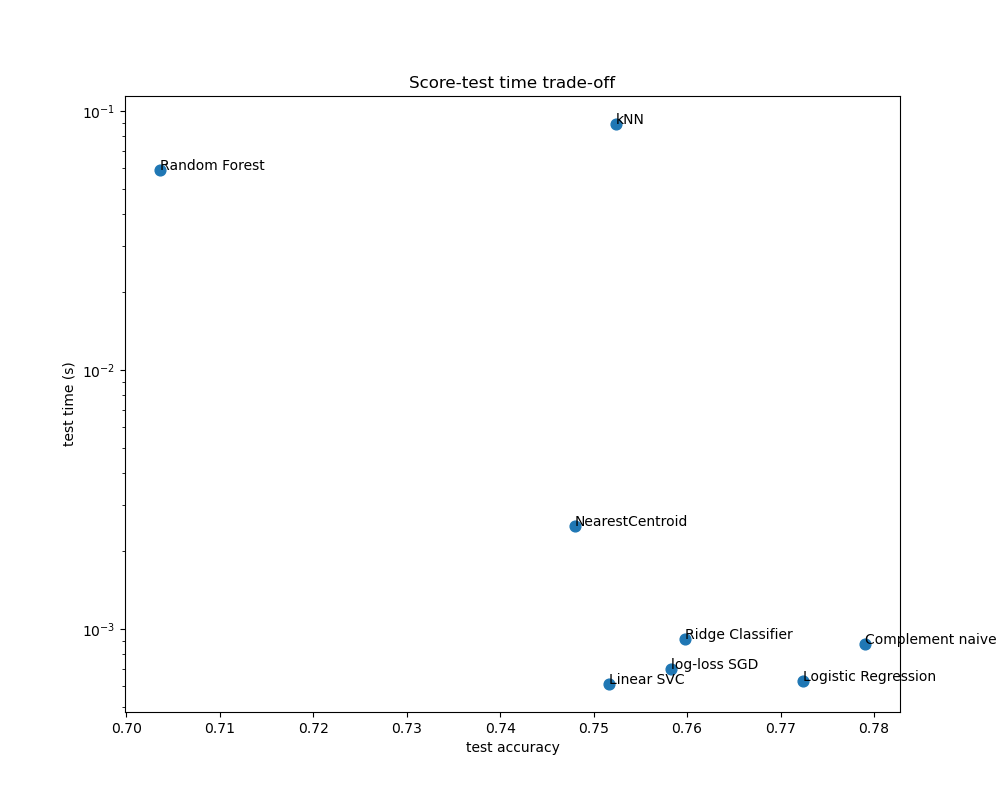 Score-test time trade-off
10⁻¹
kNN
Random Forest
10⁻²
test time (s)
NearestCentroid
10⁻³
Ridge Classifier
Complement naive
log-loss SGD
Logistic Regression
Linear SVC
0.70 0.71 0.72 0.73 0.74 0.75 0.76 0.77 0.78
test accuracy